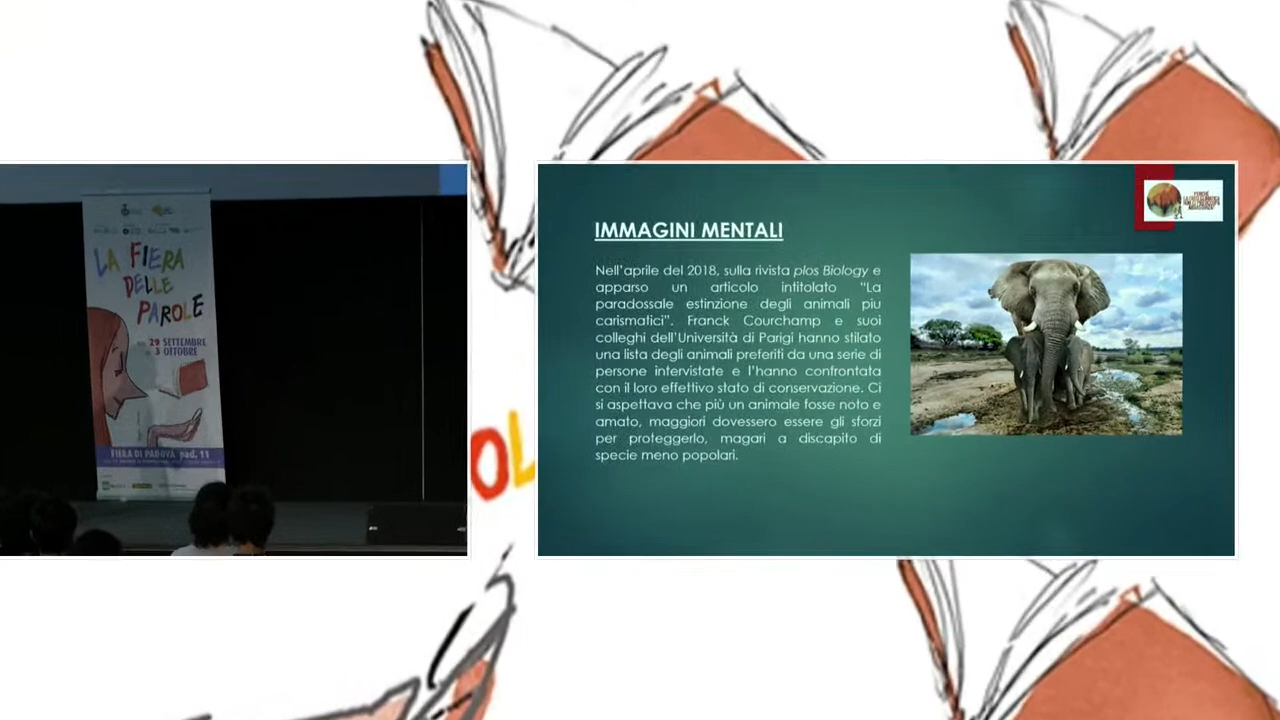 LA FIERA
DELLE
PAROLE
29 SETTEMBRE
3 OTTOBRE
FIERA DI PADOVA pad. 11
OL
IMMAGINI MENTALI
Nell'aprile del 2018, sulla rivista plos Biology e
apparso un articolo intitolato "La
paradossale estinzione degli animali piu
carismatici". Franck Courchamp e suoi
colleghi dell'Università di Parigi hanno stilato
una lista degli animali preferiti da una serie di
persone intervistate e l'hanno confrontata
con il loro effettivo stato di conservazione. Ci
si aspettava che più un animale fosse noto e
amato, maggiori dovessero essere gli sforzi
per proteggerlo, magari a discapito di
specie meno popolari.